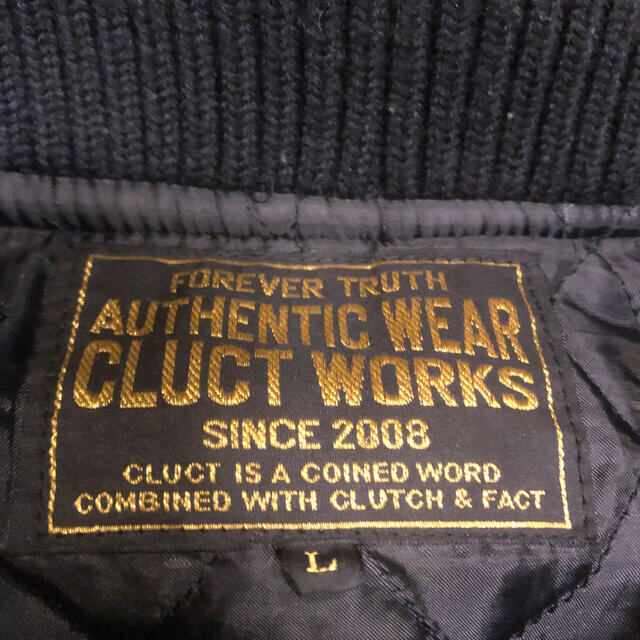 FOREVER TRUTH
AUTHENTIC WEAR
CLUCT WORKS
SINCE 2008
CLUCT IS A COINED WORD
COMBINED WITH CLUTCH & FACT
L